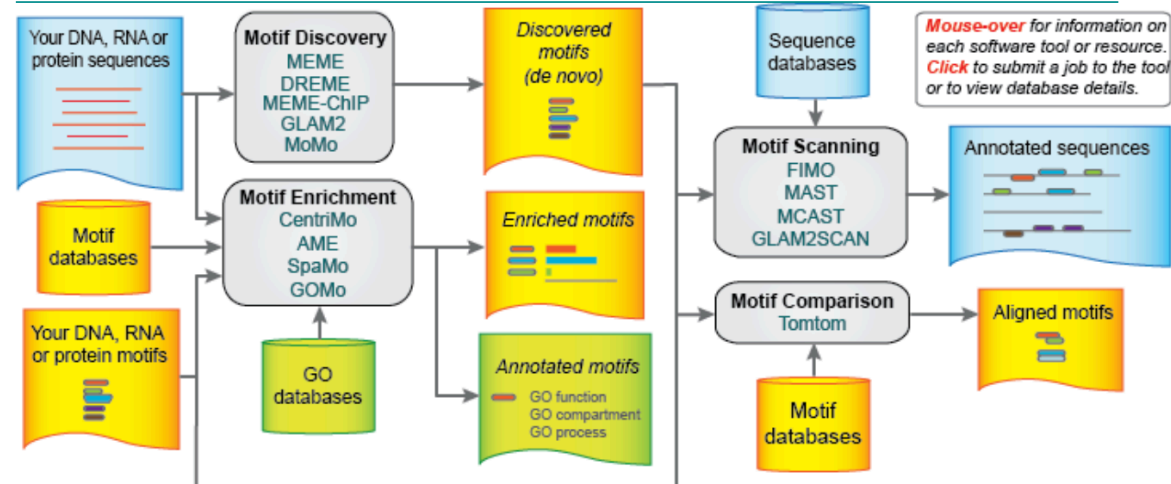 Your DNA, RNA or
protein sequences
Motif Discovery
MEME
DREME
MEME-ChIP
GLAM2
MoMo
Discovered
motifs
(de novo)
Sequence
databases
Mouse-over for information on
each software tool or resource.
Click to submit a job to the tool
or to view database details.
Motif Scanning
FIMO
MAST
MCAST
GLAM2SCAN
Annotated sequences
Motif
databases
Motif Enrichment
CentriMo
AME
SpaMo
GOMo
Enriched motifs
Your DNA, RNA
or protein motifs
GO
databases
Annotated motifs
GO function
GO compartment
GO process
Motif Comparison
Tomtom
Aligned motifs
Motif
databases